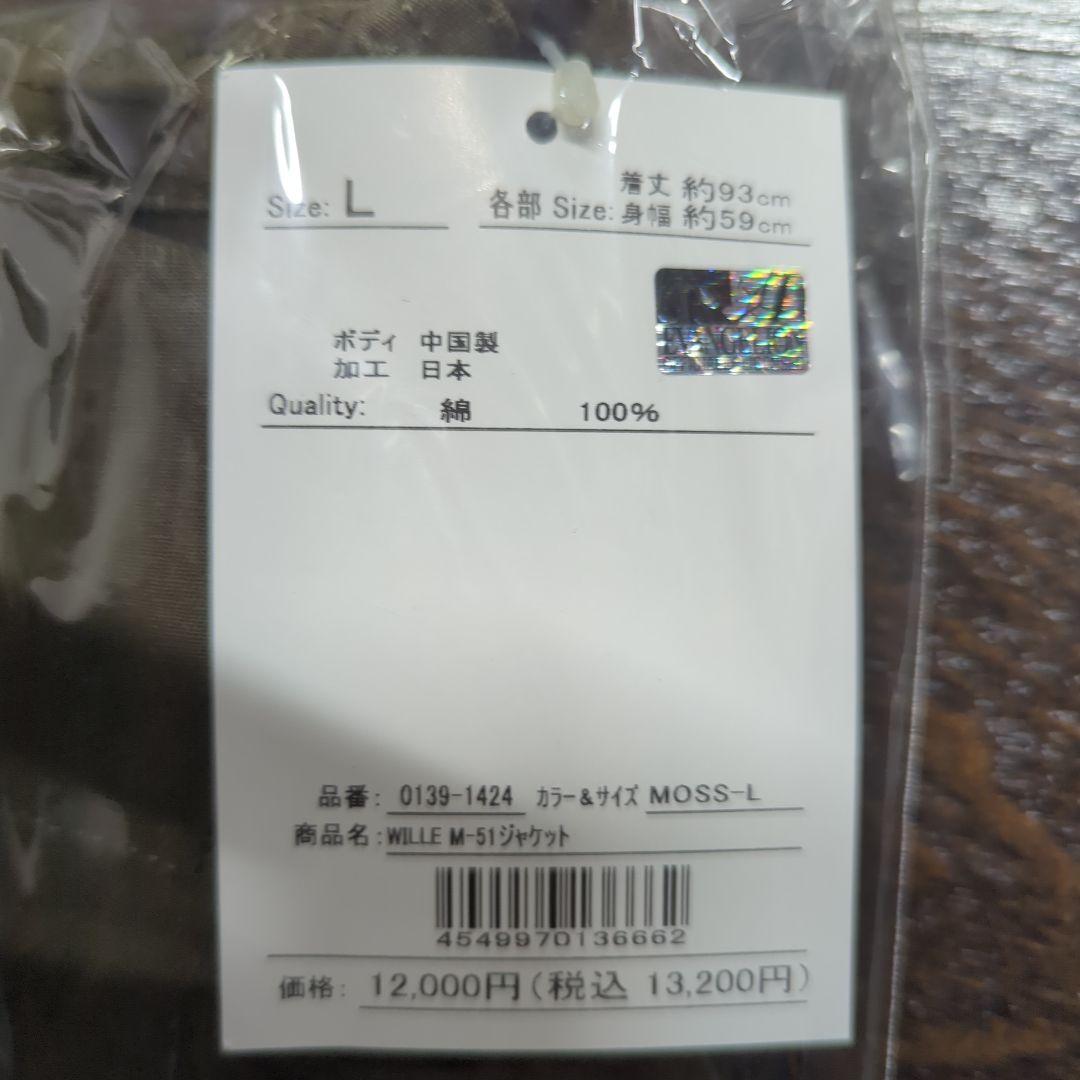 Size: L
各部 Size: 着丈 約93cm
身幅 約59cm
EVANGELION
ボディ 中国製
加工 日本
Quality: 綿 100%
品番: 0139-1424 カラー&サイズ MOSS-L
商品名:WILLE M-51ジャケット
4549970136662
価格: 12,000円(税込 13,200円)